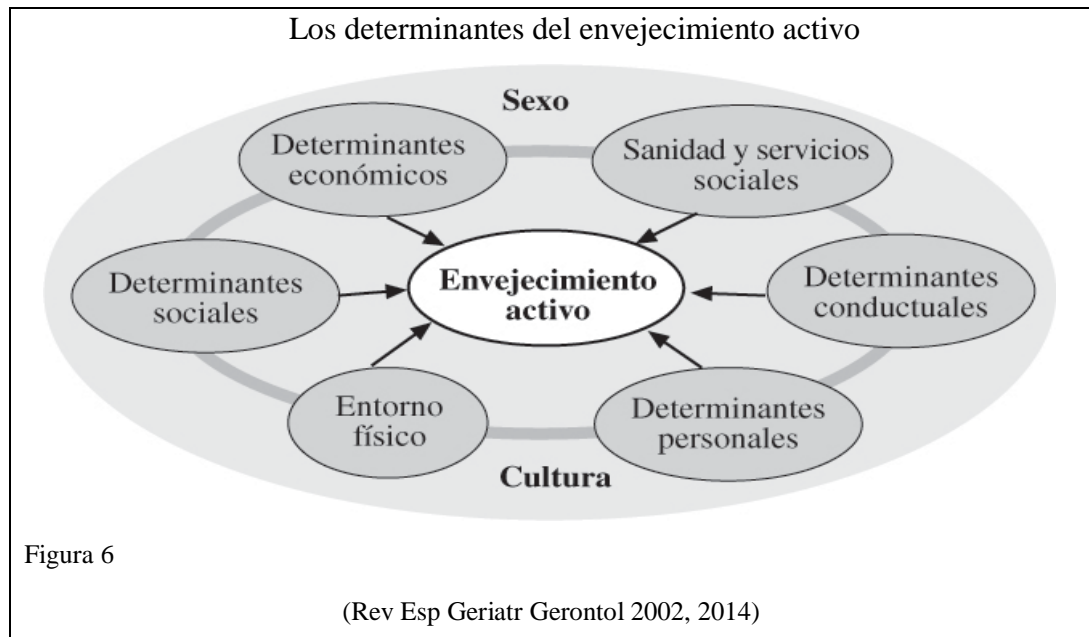 Los determinantes del envejecimiento activo
Sexo
Determinantes
económicos
Sanidad y servicios
sociales
Determinantes
sociales
Envejecimiento
activo
Determinantes
conductuales
Entorno
físico
Determinantes
personales
Cultura
Figura 6
(Rev Esp Geriatr Gerontol 2002, 2014)